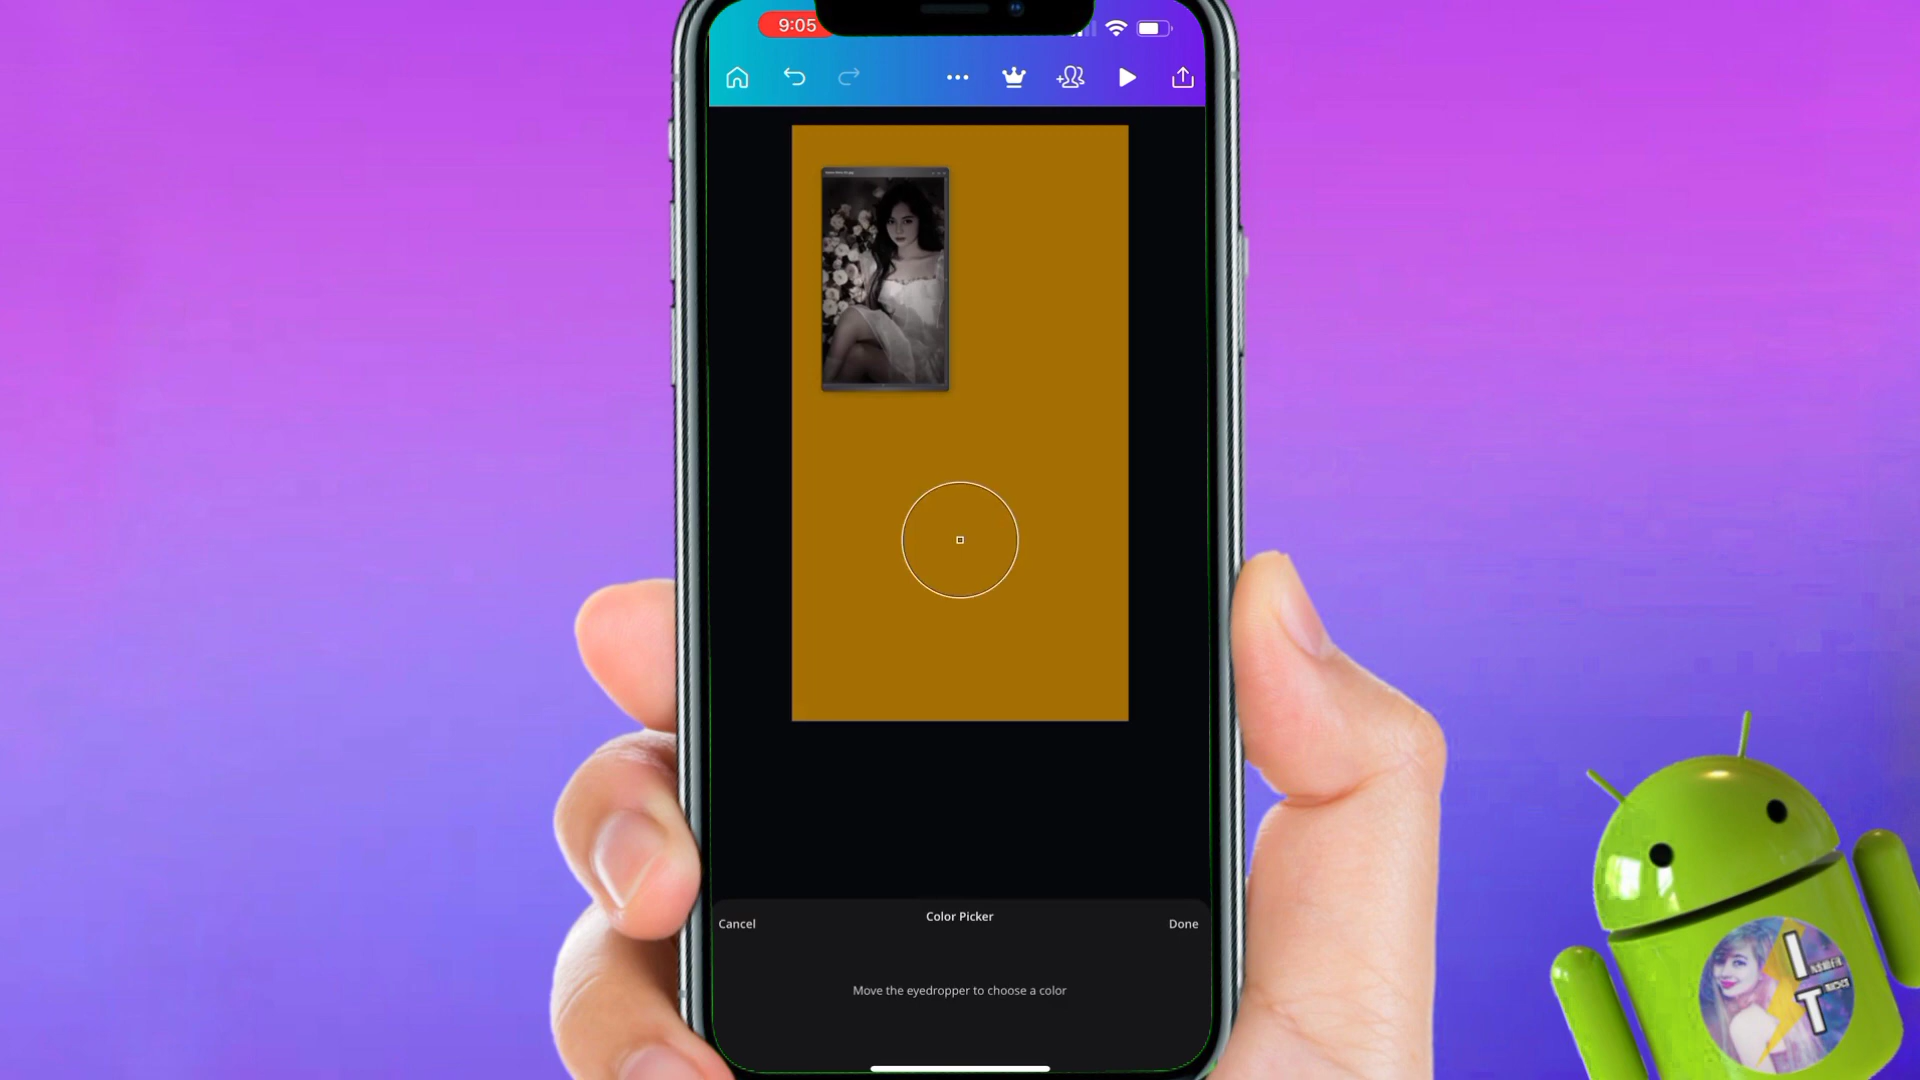 9:05
Cancel
Color Picker
Done
Move the eyedropper to choose a color
I
T